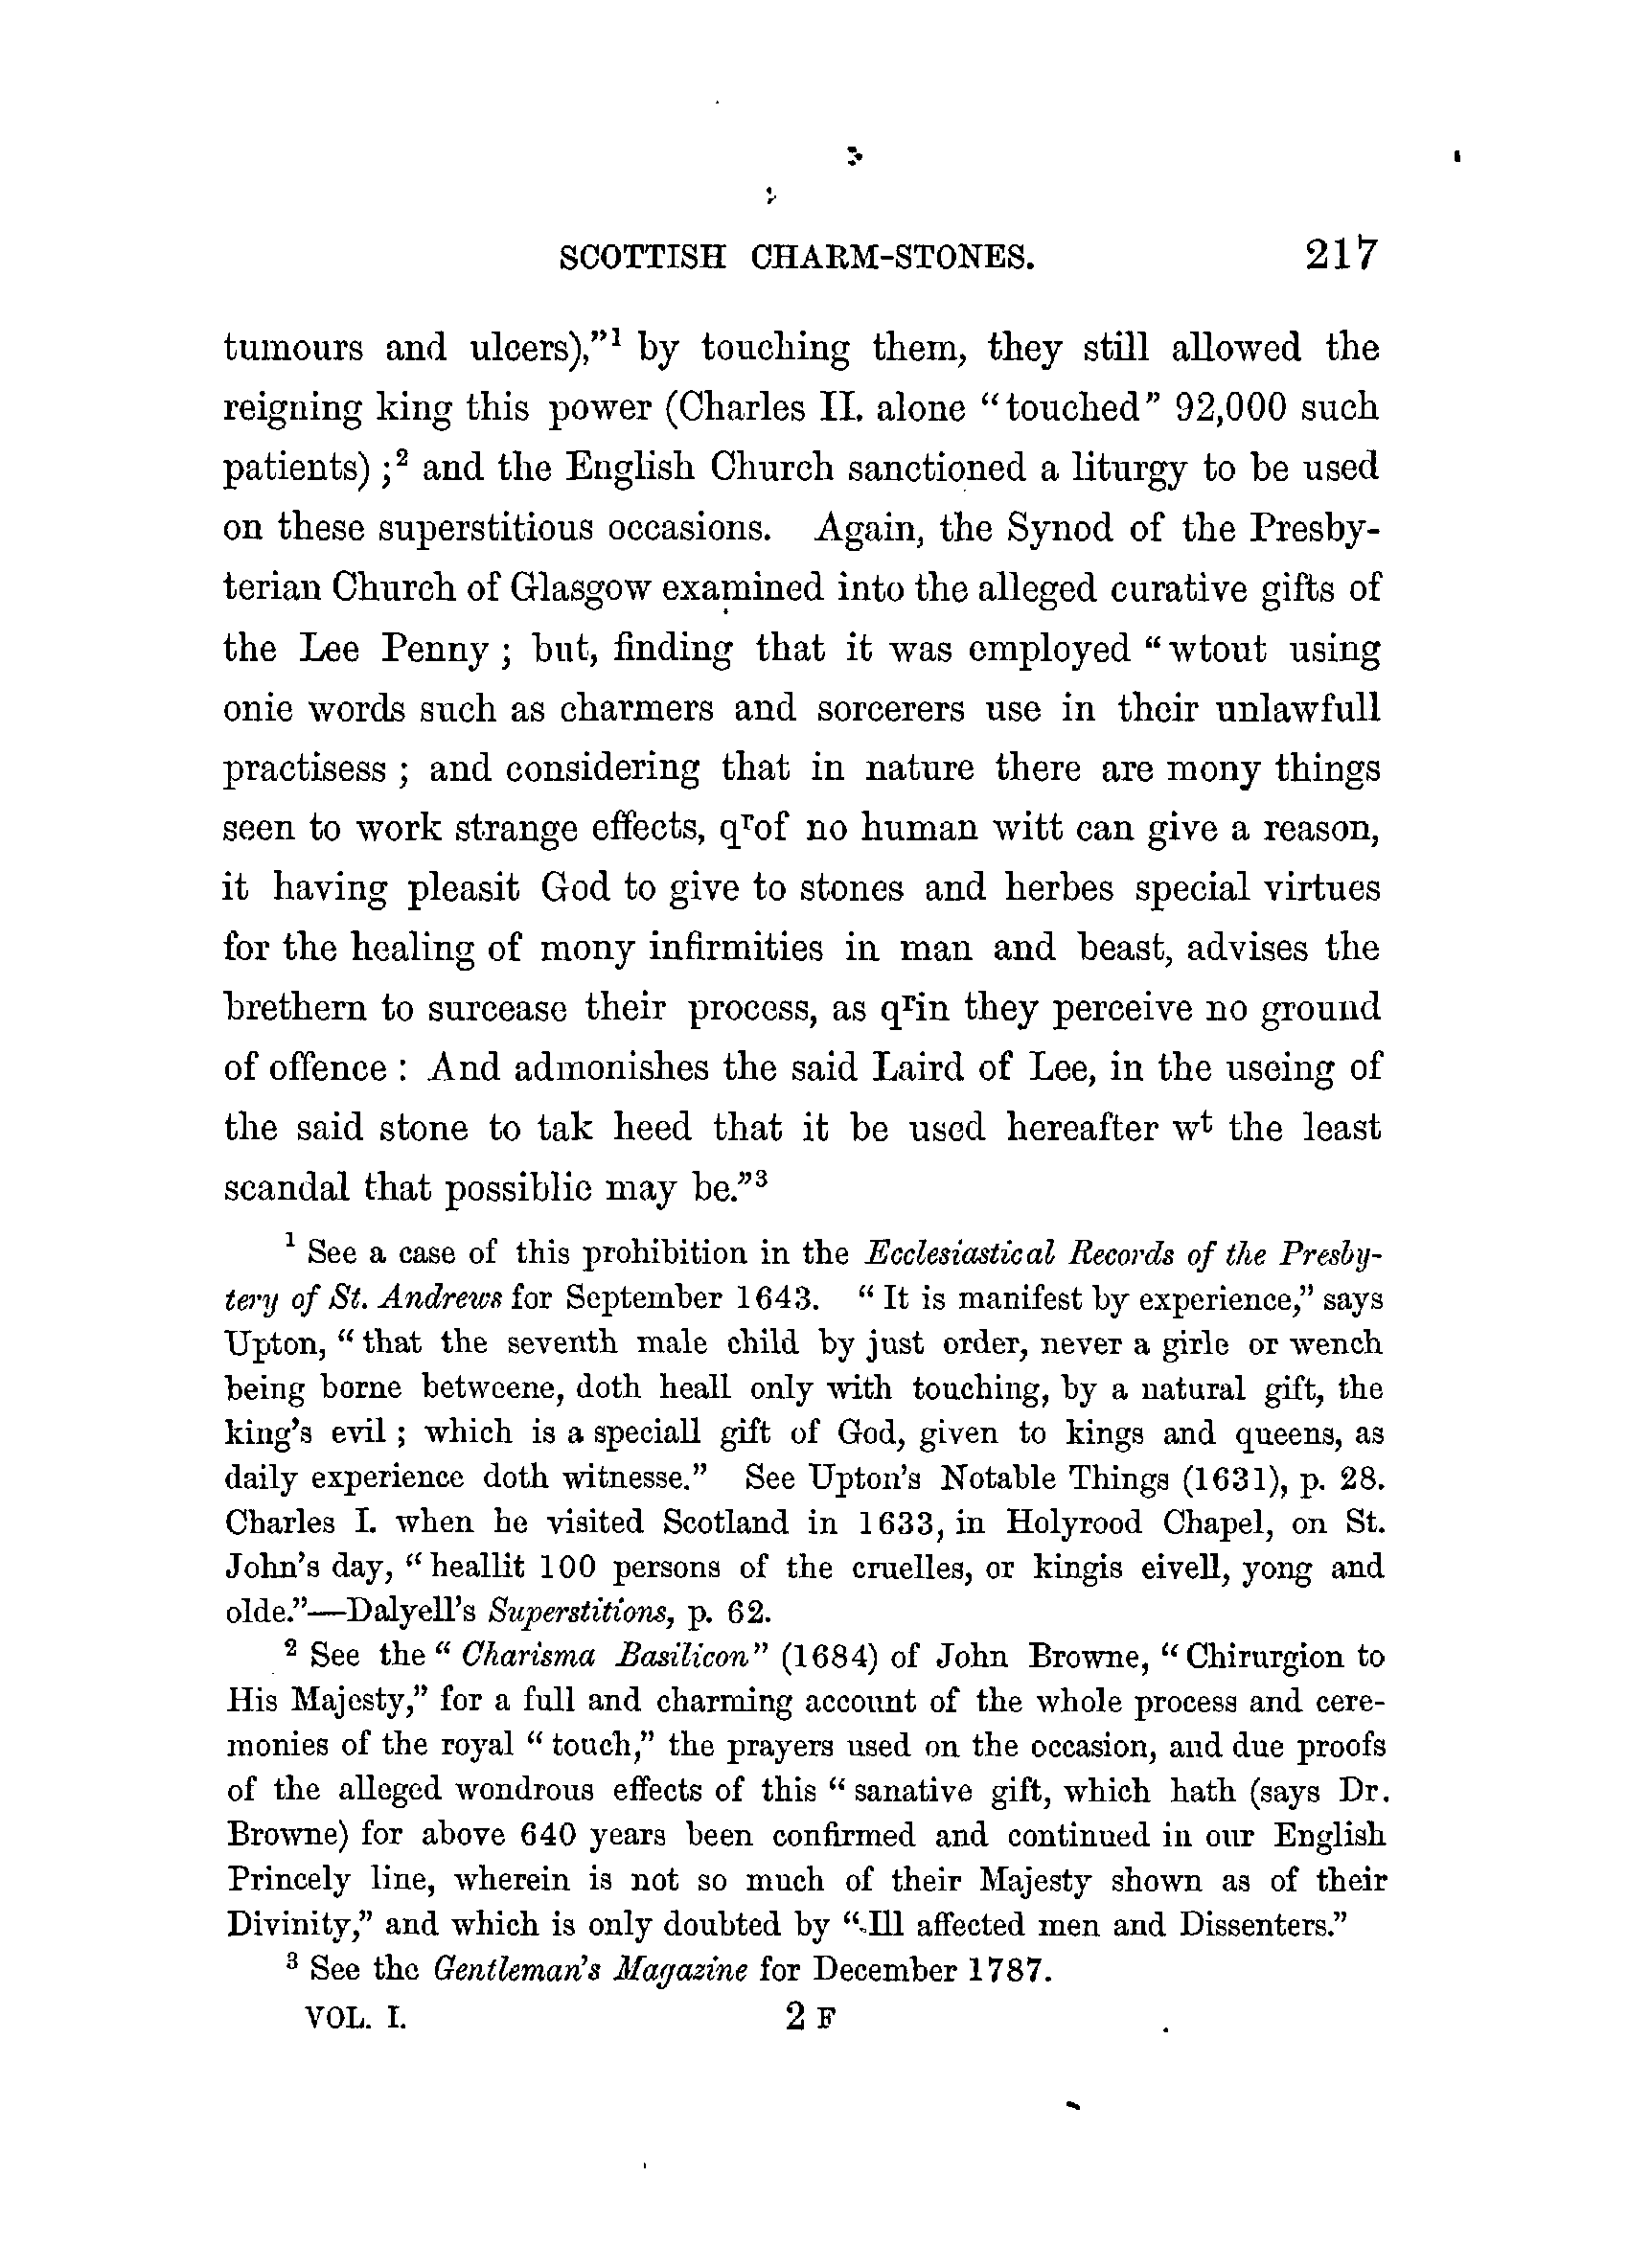 SCOTTISH CHARM-STONES. 217
tumours and ulcers),”¹ by touching them, they still allowed the
reigning king this power (Charles II. alone “touched” 92,000 such
patients) ;² and the English Church sanctioned a liturgy to be used
on these superstitious occasions. Again, the Synod of the Presby-
terian Church of Glasgow examined into the alleged curative gifts of
the Lee Penny ; but, finding that it was employed “wtout using
onie words such as charmers and sorcerers use in their unlawfull
practisess ; and considering that in nature there are mony things
seen to work strange effects, qʳof no human witt can give a reason,
it having pleasit God to give to stones and herbes special virtues
for the healing of mony infirmities in man and beast, advises the
brethern to surcease their process, as qʳin they perceive no ground
of offence : And admonishes the said Laird of Lee, in the useing of
the said stone to tak heed that it be used hereafter wᵗ the least
scandal that possiblie may be.”³
¹ See a case of this prohibition in the Ecclesiastical Records of the Presby-
tery of St. Andrews for September 1643. “It is manifest by experience,” says
Upton, “that the seventh male child by just order, never a girle or wench
being borne betweene, doth heall only with touching, by a natural gift, the
king’s evil ; which is a speciall gift of God, given to kings and queens, as
daily experience doth witnesse.” See Upton’s Notable Things (1631), p. 28.
Charles I. when he visited Scotland in 1633, in Holyrood Chapel, on St.
John’s day, “heallit 100 persons of the cruelles, or kingis eivell, yong and
olde.”—Dalyell’s Superstitions, p. 62.
² See the “Charisma Basilicon” (1684) of John Browne, “Chirurgion to
His Majesty,” for a full and charming account of the whole process and cere-
monies of the royal “touch,” the prayers used on the occasion, and due proofs
of the alleged wondrous effects of this “sanative gift, which hath (says Dr.
Browne) for above 640 years been confirmed and continued in our English
Princely line, wherein is not so much of their Majesty shown as of their
Divinity,” and which is only doubted by “Ill affected men and Dissenters.”
³ See the Gentleman’s Magazine for December 1787.
VOL. I. 2 F